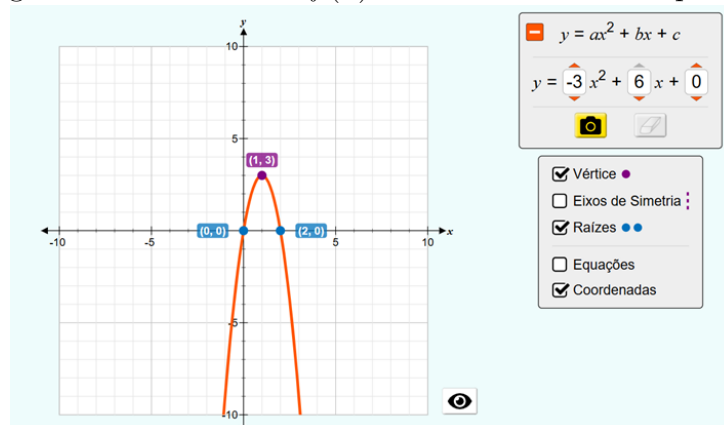 y
10
5
(1, 3)
(0, 0)
(2, 0)
x
-10
-5
5
10
-5
-10
y = ax² + bx + c
y = -3 x² + 6 x + 0
Vértice
Eixos de Simetria
Raízes
Equações
Coordenadas